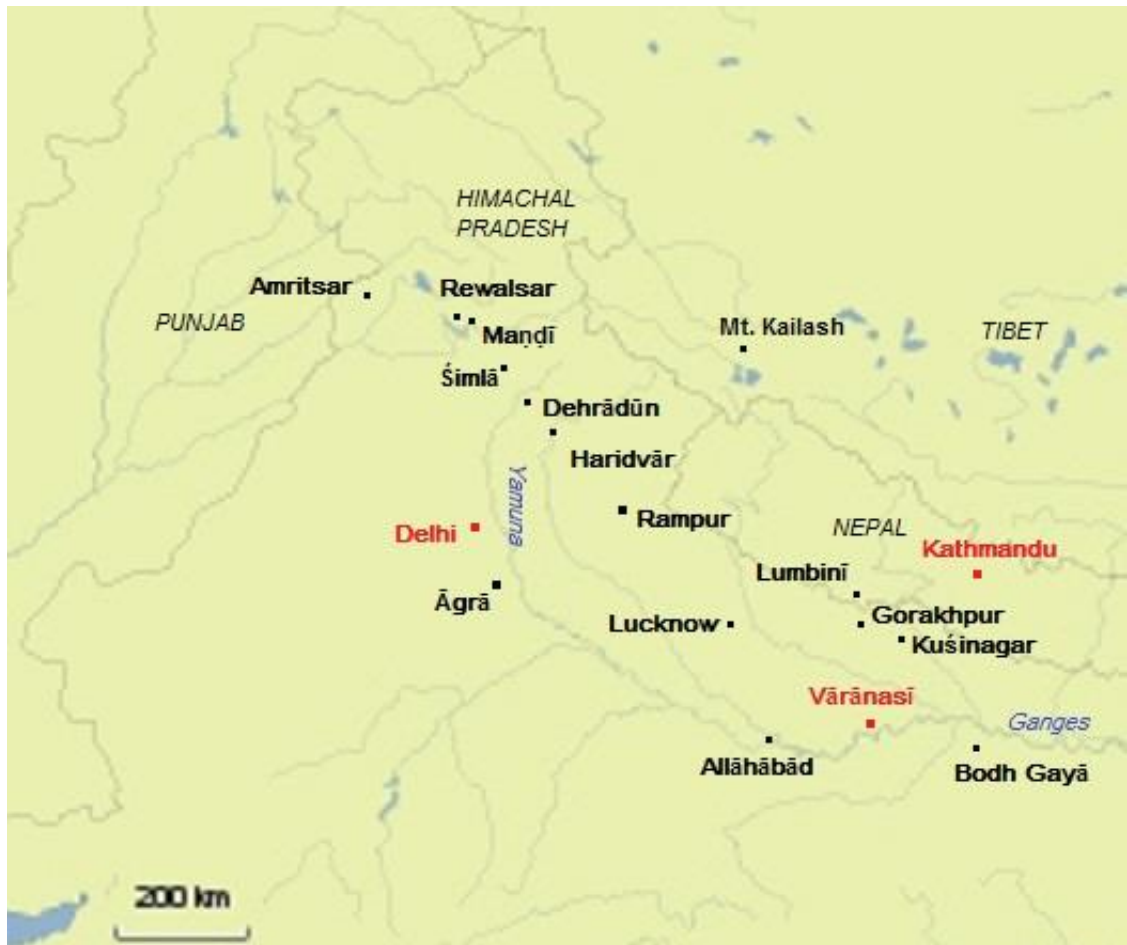 HIMACHAL
PRADESH
Amritsar
Rewalsar
PUNJAB
Maṇḍī
Mt. Kailash
TIBET
Śimlā
Dehrādūn
Haridvār
Yamuna
Rampur
Delhi
NEPAL
Kathmandu
Lumbinī
Āgrā
Gorakhpur
Lucknow
Kuśinagar
Vārānasī
Ganges
Allāhābād
Bodh Gayā
200 km